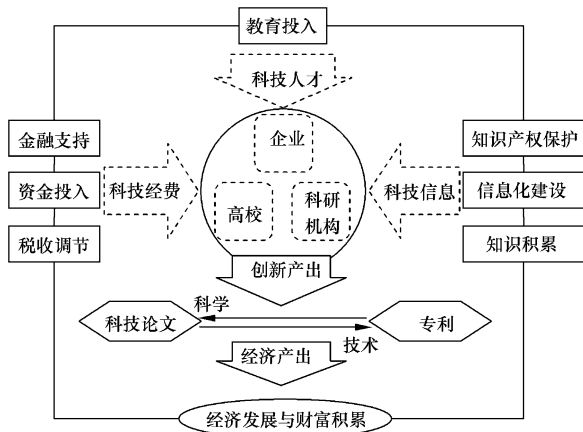 教育投入
科技人才
金融支持
资金投入
税收调节
科技经费
企业
高校
科研
机构
科技信息
知识产权保护
信息化建设
知识积累
创新产出
科学
科技论文
专利
技术
经济产出
经济发展与财富积累